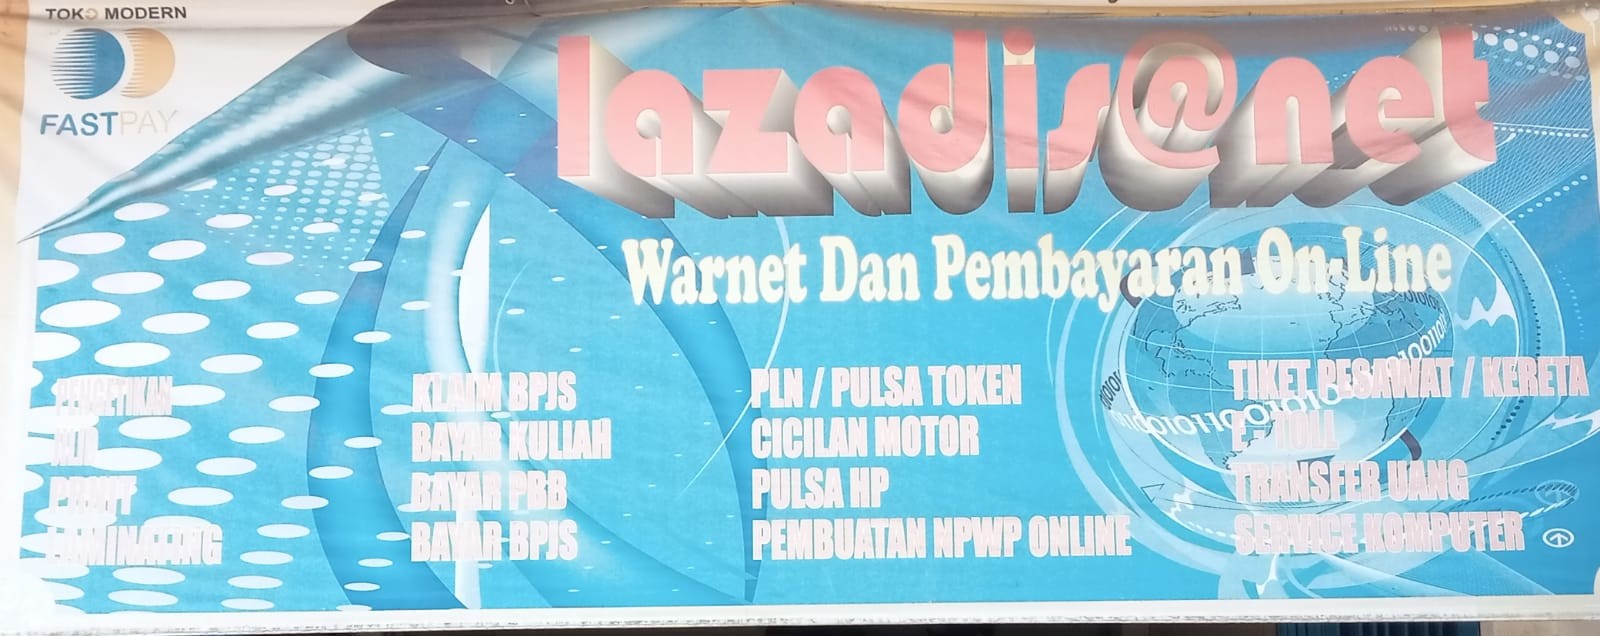 TOKO MODERN
FASTPAY
lazadis@net
Warnet Dan Pembayaran On-Line
PENGETIKAN
KLAIM BPJS
PLN / PULSA TOKEN
TIKET PESAWAT / KERETA
BAYAR KULIAH
CICILAN MOTOR
E - TOLL
PRINT
BAYAR PBB
PULSA HP
TRANSFER UANG
LAMINATING
BAYAR BPJS
PEMBUATAN NPWP ONLINE
SERVICE KOMPUTER